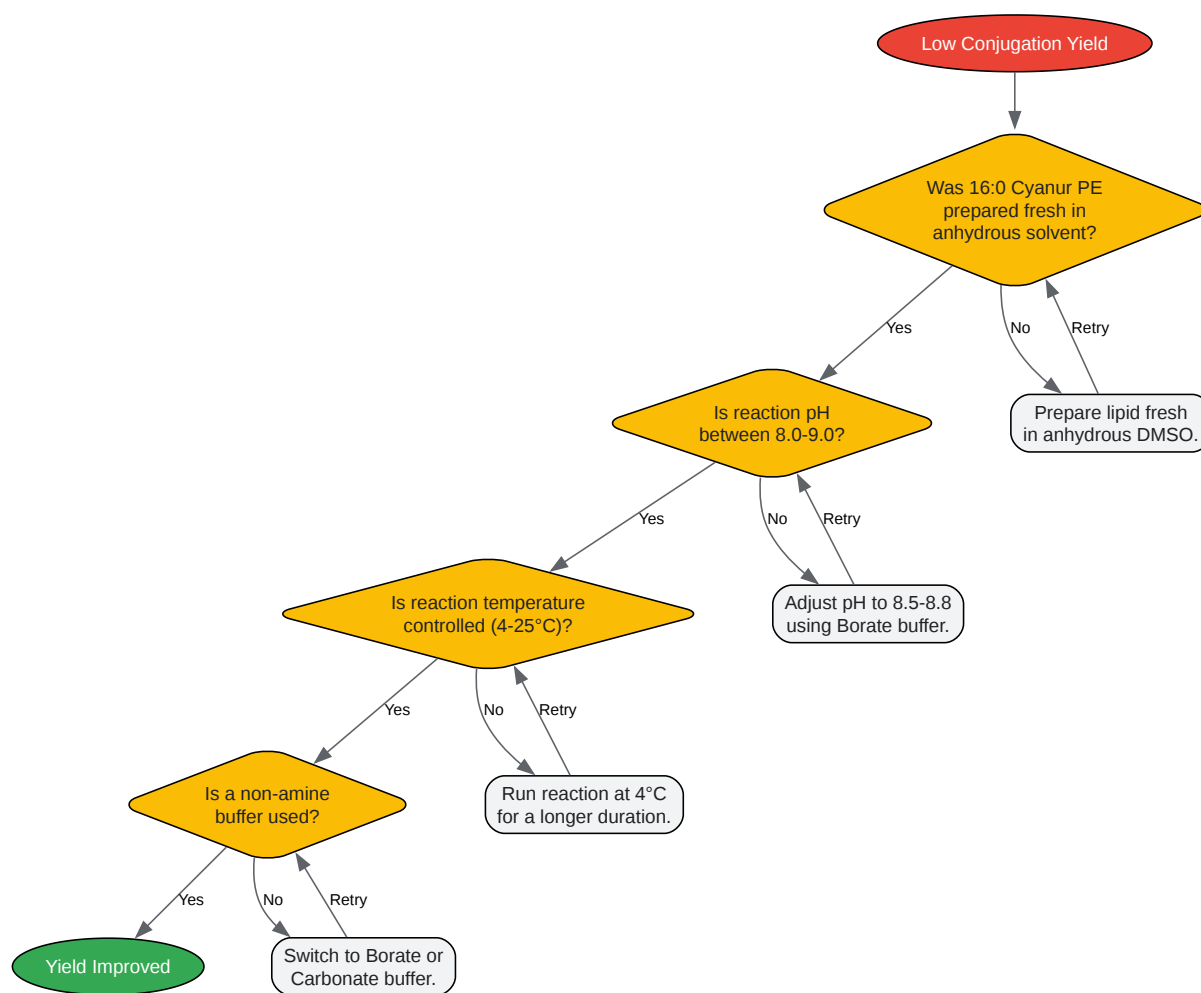 Low Conjugation Yield
Was 16:0 Cyanur PE
prepared fresh in
anhydrous solvent?
Yes
No
Retry
Prepare lipid fresh
in anhydrous DMSO.
Is reaction pH
between 8.0-9.0?
Yes
No
Retry
Adjust pH to 8.5-8.8
using Borate buffer.
Is reaction temperature
controlled (4-25°C)?
Yes
No
Retry
Run reaction at 4°C
for a longer duration.
Is a non-amine
buffer used?
Yes
No
Retry
Yield Improved
Switch to Borate or
Carbonate buffer.